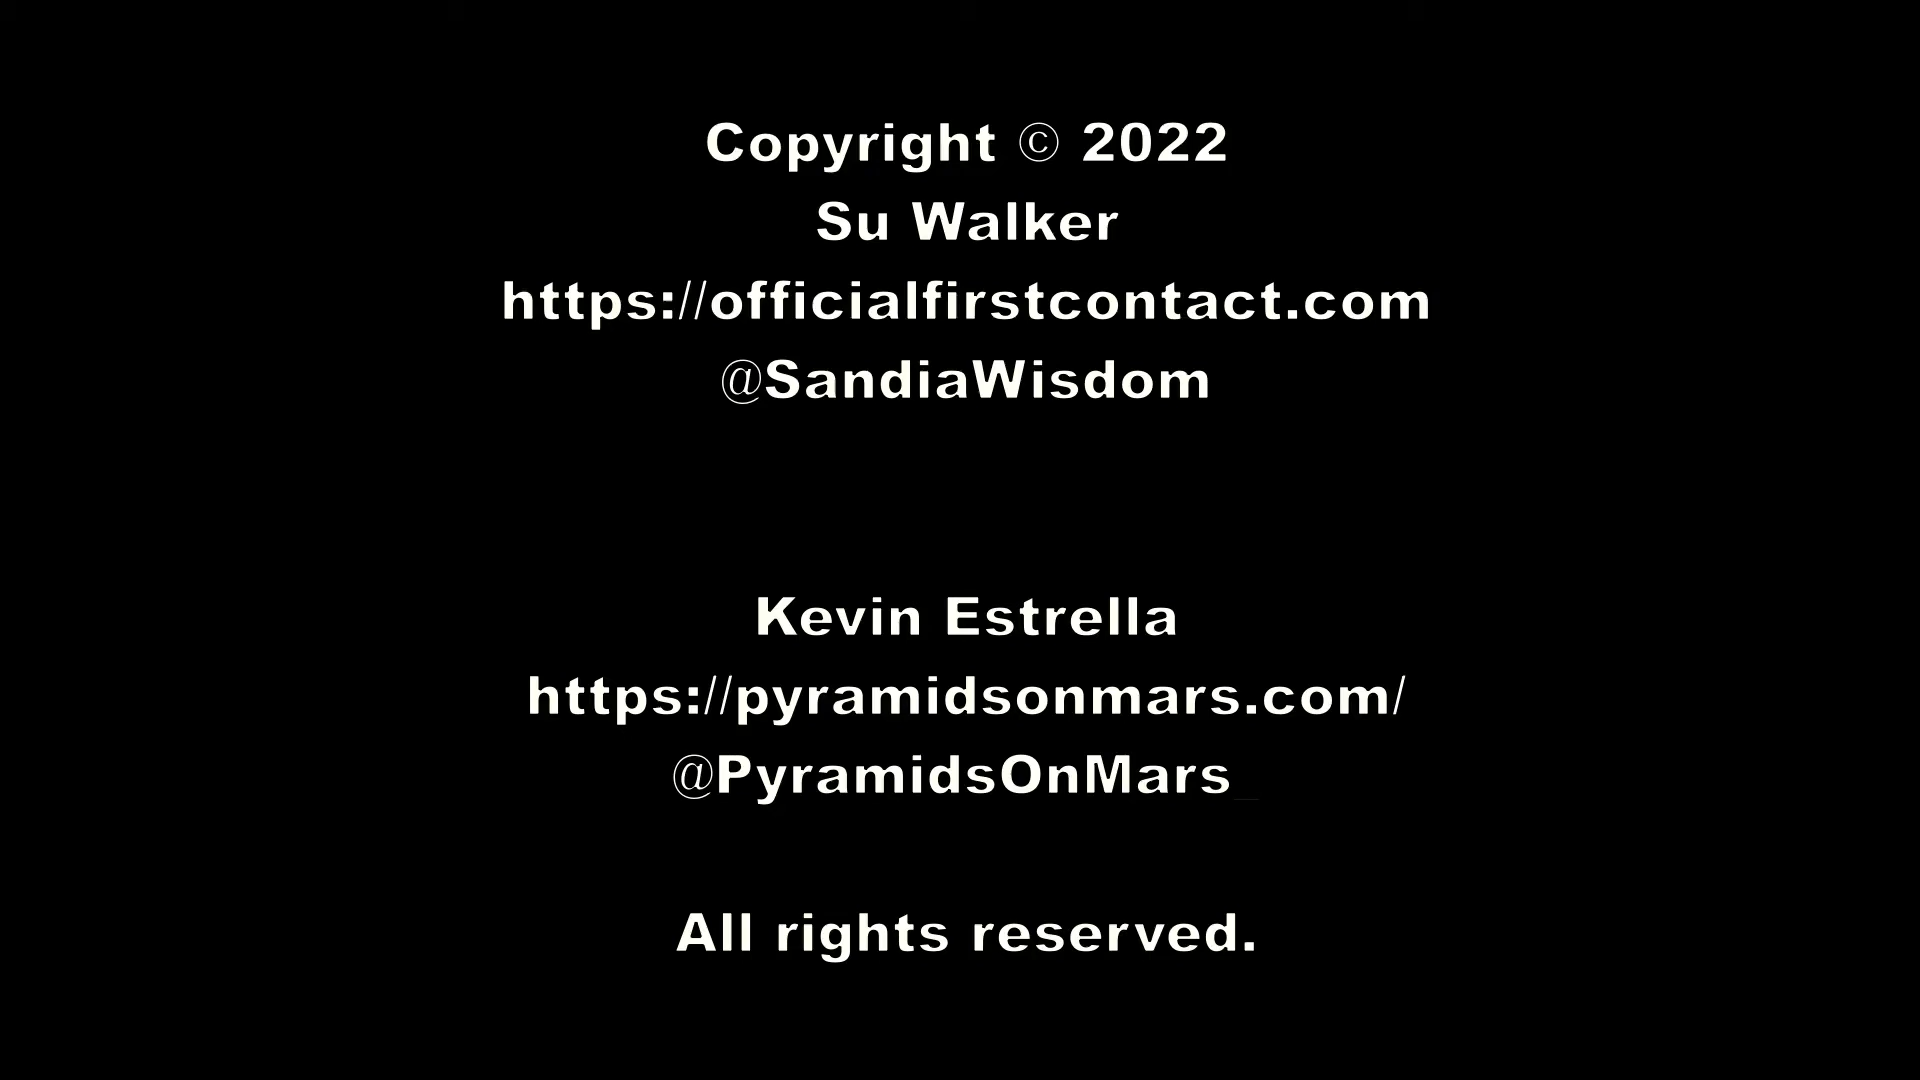 Copyright © 2022
Su Walker
https://officialfirstcontact.com
@SandiaWisdom
Kevin Estrella
https://pyramidsonmars.com/
@PyramidsOnMars_
All rights reserved.